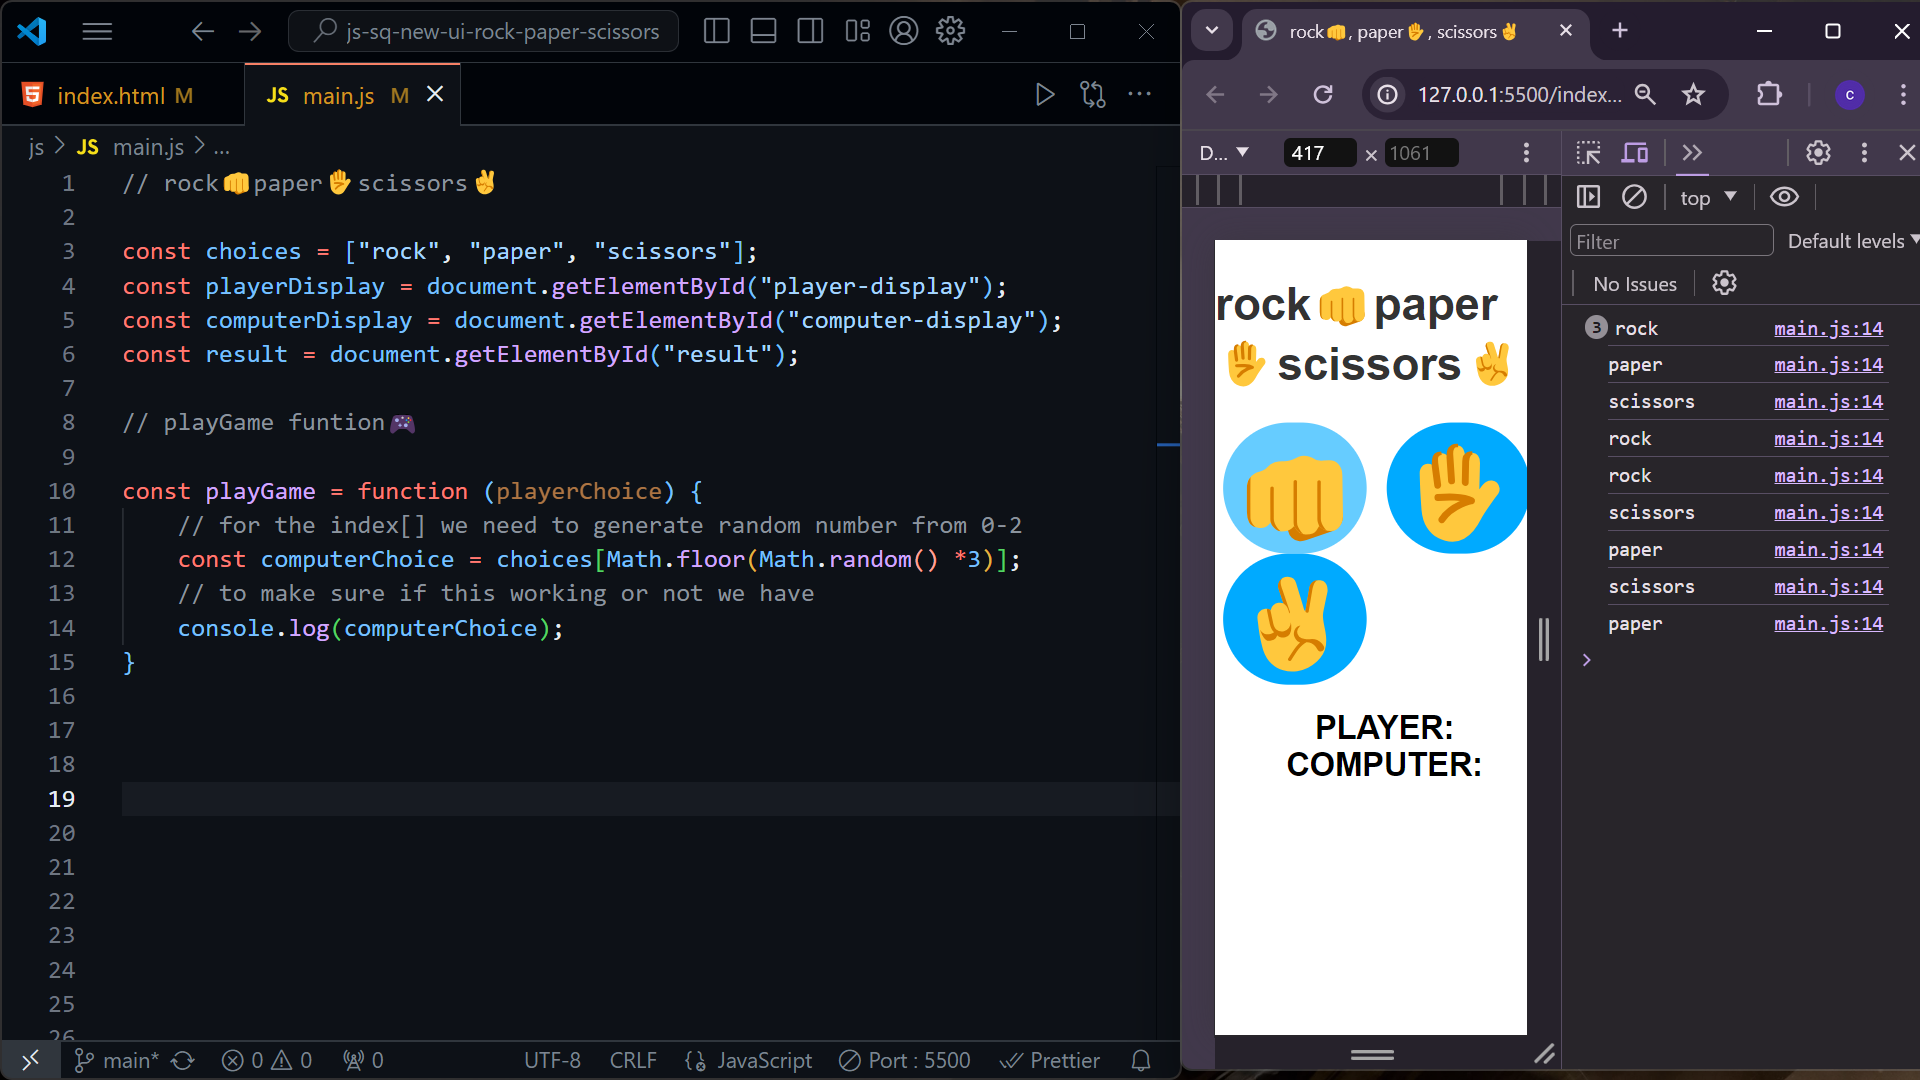 js-sq-new-ui-rock-paper-scissors
index.html M
JS main.js M
js > JS main.js > ...
1 // rock👊paper✋scissors✌
2
3 const choices = ["rock", "paper", "scissors"];
4 const playerDisplay = document.getElementById("player-display");
5 const computerDisplay = document.getElementById("computer-display");
6 const result = document.getElementById("result");
7
8 // playGame funtion🎮
9
10 const playGame = function (playerChoice) {
11 // for the index[] we need to generate random number from 0-2
12 const computerChoice = choices[Math.floor(Math.random() *3)];
13 // to make sure if this working or not we have
14 console.log(computerChoice);
15 }
16
17
18
19
20
21
22
23
24
25
26
main* 0 0 0 UTF-8 CRLF {} JavaScript Port : 5500 Prettier
rock👊, paper✋, scissors✌
127.0.0.1:5500/index...
c
D... 417 × 1061
top
Filter Default levels
No Issues
rock👊paper
✋scissors✌
👊 ✋
✌
PLAYER:
COMPUTER:
3 rock main.js:14
paper main.js:14
scissors main.js:14
rock main.js:14
rock main.js:14
scissors main.js:14
paper main.js:14
scissors main.js:14
paper main.js:14